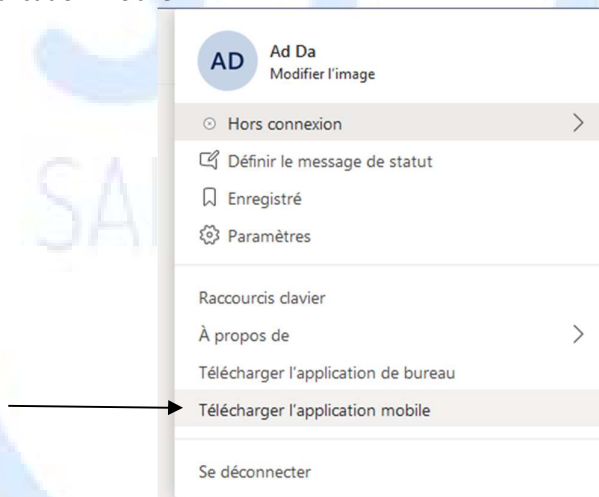 AD
Ad Da
Modifier l'image
Hors connexion
Définir le message de statut
Enregistré
Paramètres
Raccourcis clavier
À propos de
Télécharger l'application de bureau
Télécharger l'application mobile
Se déconnecter